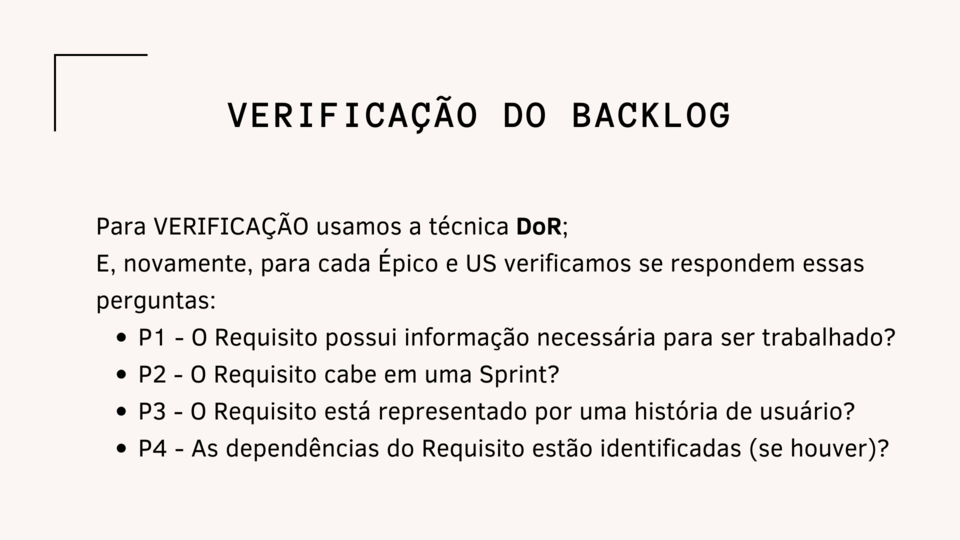 VERIFICAÇÃO DO BACKLOG
Para VERIFICAÇÃO usamos a técnica DoR;
E, novamente, para cada Épico e US verificamos se respondem essas
perguntas:
• P1 - O Requisito possui informação necessária para ser trabalhado?
• P2 - O Requisito cabe em uma Sprint?
• P3 - O Requisito está representado por uma história de usuário?
• P4 - As dependências do Requisito estão identificadas (se houver)?